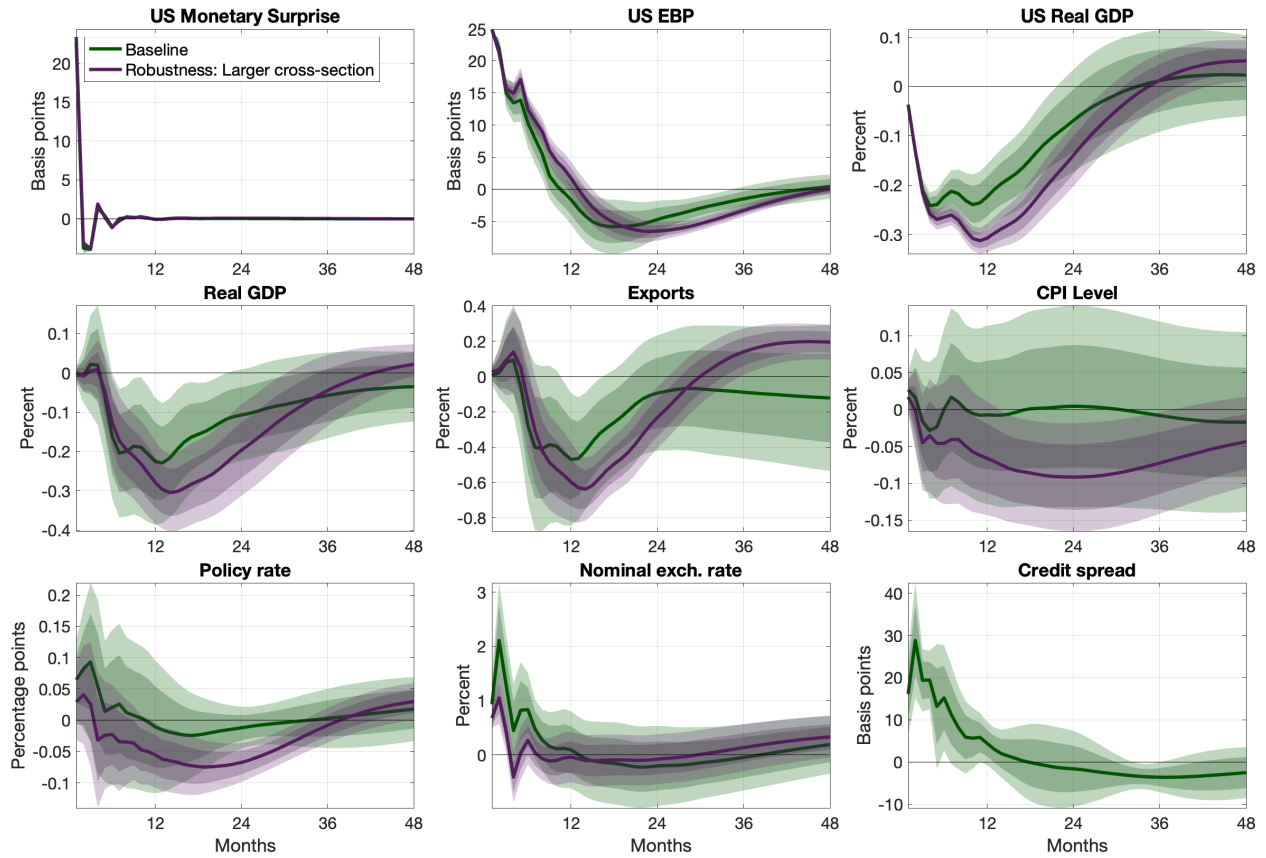 US Monetary Surprise
Basis points
20
15
10
5
0
12 24 36 48
Baseline
Robustness: Larger cross-section
US EBP
Basis points
25
20
15
10
5
0
-5
12 24 36 48
US Real GDP
Percent
0.1
0
-0.1
-0.2
-0.3
12 24 36 48
Real GDP
Percent
0.1
0
-0.1
-0.2
-0.3
-0.4
12 24 36 48
Exports
Percent
0.4
0.2
0
-0.2
-0.4
-0.6
-0.8
12 24 36 48
CPI Level
Percent
0.1
0.05
0
-0.05
-0.1
-0.15
12 24 36 48
Policy rate
Percentage points
0.2
0.15
0.1
0.05
0
-0.05
-0.1
12 24 36 48
Months
Nominal exch. rate
Percent
3
2
1
0
12 24 36 48
Months
Credit spread
Basis points
40
30
20
10
0
-10
12 24 36 48
Months